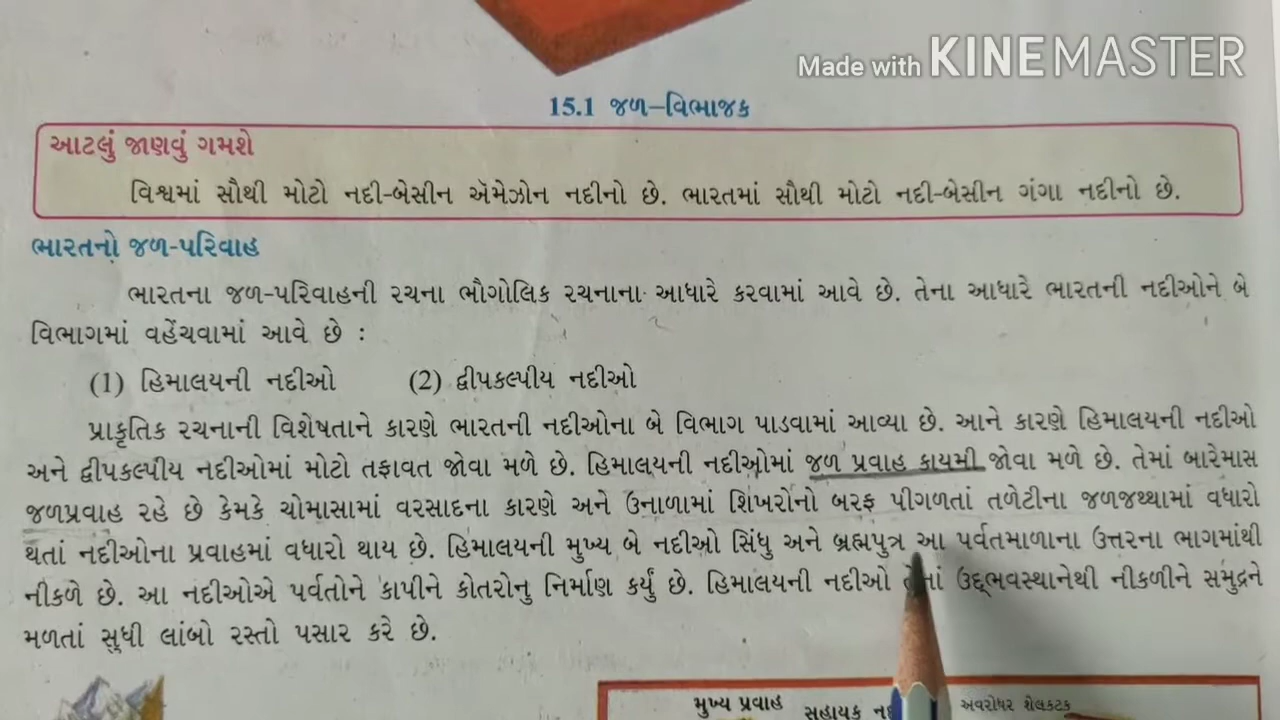 Made with KINEMASTER
15.1 જળ–વિભાજક
આટલું જાણવું ગમશે
વિશ્વમાં સૌથી મોટો નદી-બેસીન ઍમેઝોન નદીનો છે. ભારતમાં સૌથી મોટો નદી-બેસીન ગંગા નદીનો છે.
ભારતનો જળ-પરિવાહ
ભારતના જળ-પરિવાહની રચના ભૌગોલિક રચનાના આધારે કરવામાં આવે છે. તેના આધારે ભારતની નદીઓને બે
વિભાગમાં વહેંચવામાં આવે છે :
(1) હિમાલયની નદીઓ (2) દ્વીપકલ્પીય નદીઓ
પ્રાકૃતિક રચનાની વિશેષતાને કારણે ભારતની નદીઓના બે વિભાગ પાડવામાં આવ્યા છે. આને કારણે હિમાલયની નદીઓ
અને દ્વીપકલ્પીય નદીઓમાં મોટો તફાવત જોવા મળે છે. હિમાલયની નદીઓમાં જળ પ્રવાહ કાયમી જોવા મળે છે. તેમાં બારેમાસ
જળપ્રવાહ રહે છે કેમકે ચોમાસામાં વરસાદના કારણે અને ઉનાળામાં શિખરોનો બરફ પીગળતાં તળેટીના જળજથ્થામાં વધારો
થતાં નદીઓના પ્રવાહમાં વધારો થાય છે. હિમાલયની મુખ્ય બે નદીઓ સિંધુ અને બ્રહ્મપુત્ર આ પર્વતમાળાના ઉત્તરના ભાગમાંથી
નીકળે છે. આ નદીઓએ પર્વતોને કાપીને કોતરોનુ નિર્માણ કર્યું છે. હિમાલયની નદીઓ ઉદ્દભવસ્થાનેથી નીકળીને સમુદ્રને
મળતાં સુધી લાંબો રસ્તો પસાર કરે છે.
મુખ્ય પ્રવાહ સહાયક અવરોધર શેલકટક